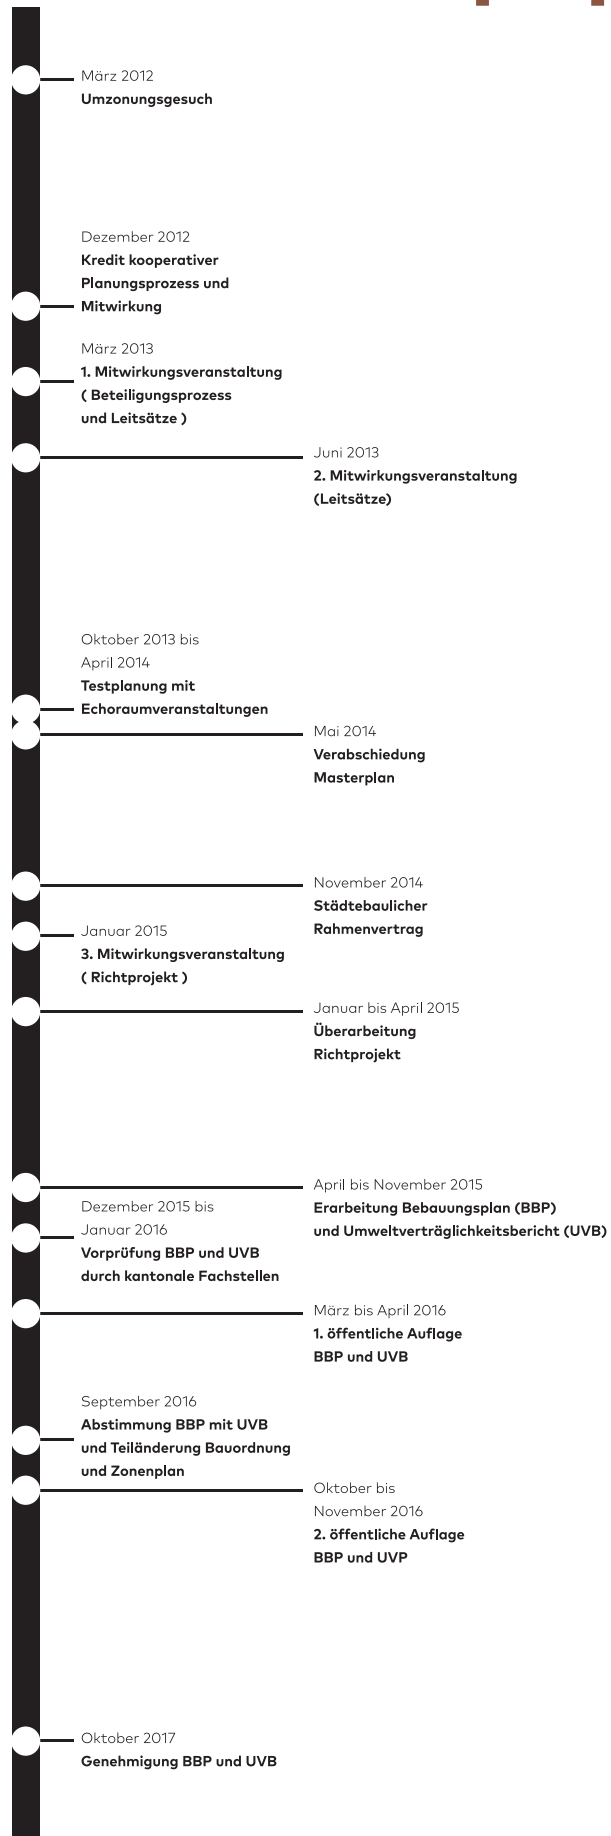 März 2012
Umzonungsgesuch
Dezember 2012
Kredit kooperativer
Planungsprozess und
Mitwirkung
März 2013
1. Mitwirkungsveranstaltung
( Beteiligungsprozess
und Leitsätze )
Juni 2013
2. Mitwirkungsveranstaltung
(Leitsätze)
Oktober 2013 bis
April 2014
Testplanung mit
Echoraumveranstaltungen
Mai 2014
Verabschiedung
Masterplan
November 2014
Städtebaulicher
Rahmenvertrag
Januar 2015
3. Mitwirkungsveranstaltung
( Richtprojekt )
Januar bis April 2015
Überarbeitung
Richtprojekt
April bis November 2015
Erarbeitung Bebauungsplan (BBP)
und Umweltverträglichkeitsbericht (UVB)
Dezember 2015 bis
Januar 2016
Vorprüfung BBP und UVB
durch kantonale Fachstellen
März bis April 2016
1. öffentliche Auflage
BBP und UVB
September 2016
Abstimmung BBP mit UVB
und Teiländerung Bauordnung
und Zonenplan
Oktober bis
November 2016
2. öffentliche Auflage
BBP und UVP
Oktober 2017
Genehmigung BBP und UVB